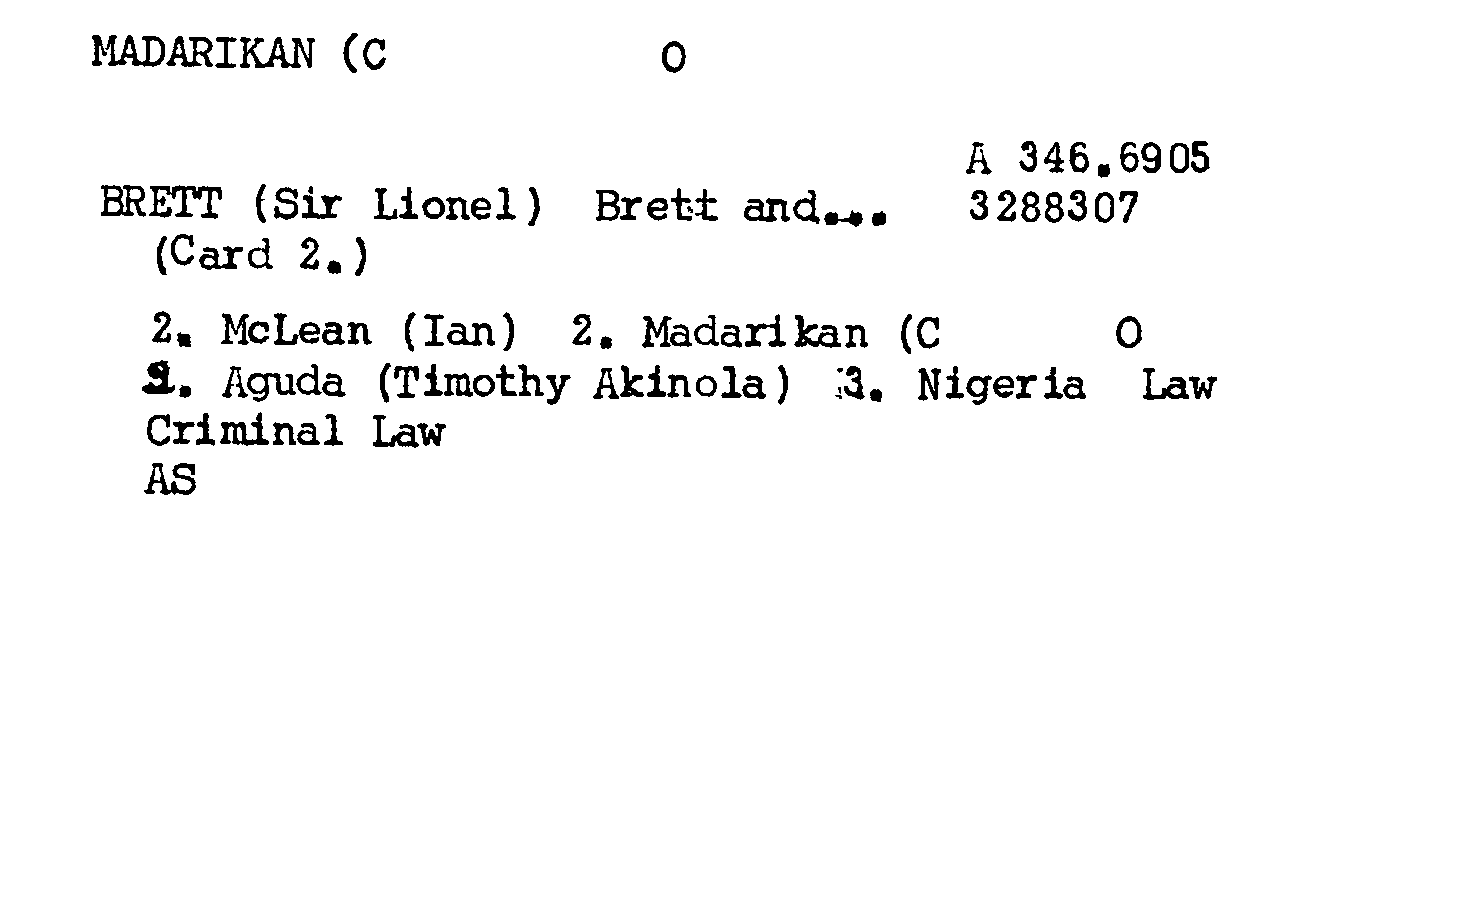 MADARIKAN (C O
A 346.6905
BRETT (Sir Lionel) Brett and... 3288307
(Card 2.)
2. McLean (Ian) 2. Madarikan (C O
2. Aguda (Timothy Akinola) 3. Nigeria Law
Criminal Law
AS